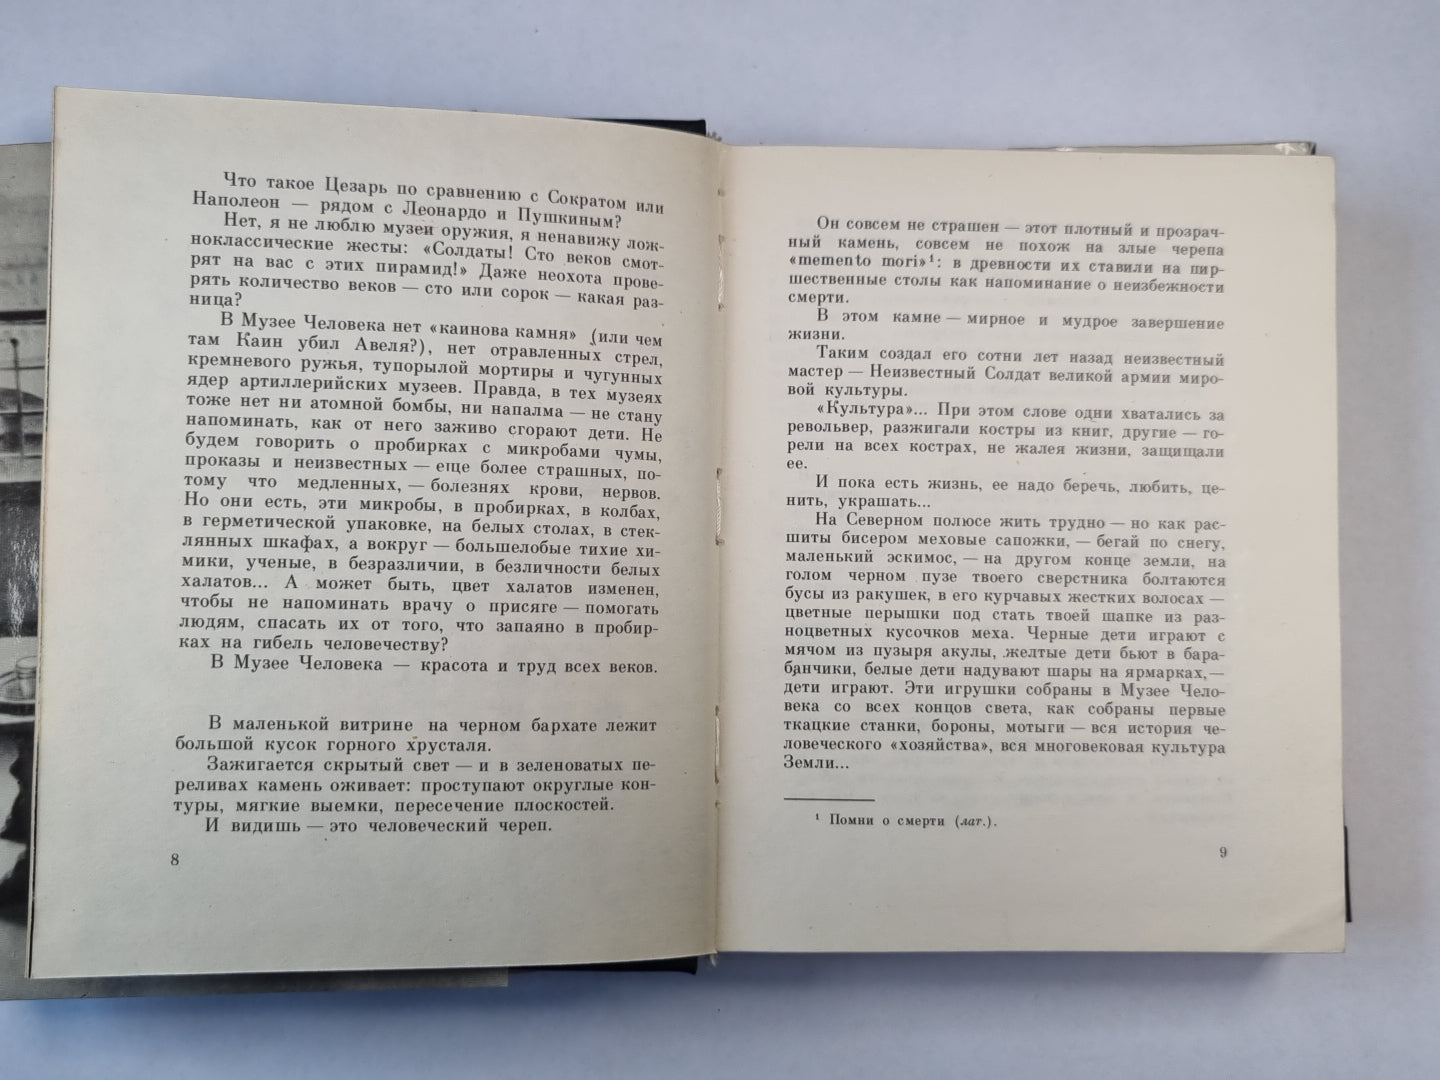 Что такое Цезарь по сравнению с Сократом или
Наполеон — рядом с Леонардо и Пушкиным?
Нет, я не люблю музеи оружия, я ненавижу лож-
ноклассические жесты: «Солдаты! Сто веков смот-
рят на вас с этих пирамид!» Даже неохота прове-
рять количество веков — сто или сорок — какая раз-
ница?
В Музее Человека нет «каинова камня» (или чем
там Каин убил Авеля?), нет отравленных стрел,
кремневого ружья, тупорылой мортиры и чугунных
ядер артиллерийских музеев. Правда, в тех музеях
тоже нет ни атомной бомбы, ни напалма — не стану
напоминать, как от него заживо сгорают дети. Не
будем говорить о пробирках с микробами чумы,
проказы и неизвестных — еще более страшных, по-
тому что медленных, — болезнях крови, нервов.
Но они есть, эти микробы, в пробирках, в колбах,
в герметической упаковке, на белых столах, в стек-
лянных шкафах, а вокруг — большелобые тихие хи-
мики, ученые, в безразличии, в безличности белых
халатов... А может быть, цвет халатов изменен,
чтобы не напоминать врачу о присяге — помогать
людям, спасать их от того, что запаяно в пробир-
ках на гибель человечеству?
В Музее Человека — красота и труд всех веков.
В маленькой витрине на черном бархате лежит
большой кусок горного хрусталя.
Зажигается скрытый свет — и в зеленоватых пе-
реливах камень оживает: проступают округлые кон-
туры, мягкие выемки, пересечение плоскостей.
И видишь — это человеческий череп.
8
Он совсем не страшен — этот плотный и прозрач-
ный камень, совсем не похож на злые черепа
«memento mori»¹: в древности их ставили на пир-
шественные столы как напоминание о неизбежности
смерти.
В этом камне — мирное и мудрое завершение
жизни.
Таким создал его сотни лет назад неизвестный
мастер — Неизвестный Солдат великой армии миро-
вой культуры.
«Культура»... При этом слове одни хватались за
револьвер, разжигали костры из книг, другие — го-
рели на всех кострах, не жалея жизни, защищали
ее.
И пока есть жизнь, ее надо беречь, любить, це-
нить, украшать...
На Северном полюсе жить трудно — но как рас-
шиты бисером меховые сапожки, — бегай по снегу,
маленький эскимос, — на другом конце земли, на
голом черном пузе твоего сверстника болтаются
бусы из ракушек, в его курчавых жестких волосах —
цветные перышки под стать твоей шапке из раз-
ноцветных кусочков меха. Черные дети играют с
мячом из пузыря акулы, желтые дети бьют в бара-
банчики, белые дети надувают шары на ярмарках, —
дети играют. Эти игрушки собраны в Музее Чело-
века со всех концов света, как собраны первые
ткацкие станки, бороны, мотыги — вся история че-
ловеческого «хозяйства», вся многовековая культура
Земли...
¹ Помни о смерти (лат.).
9